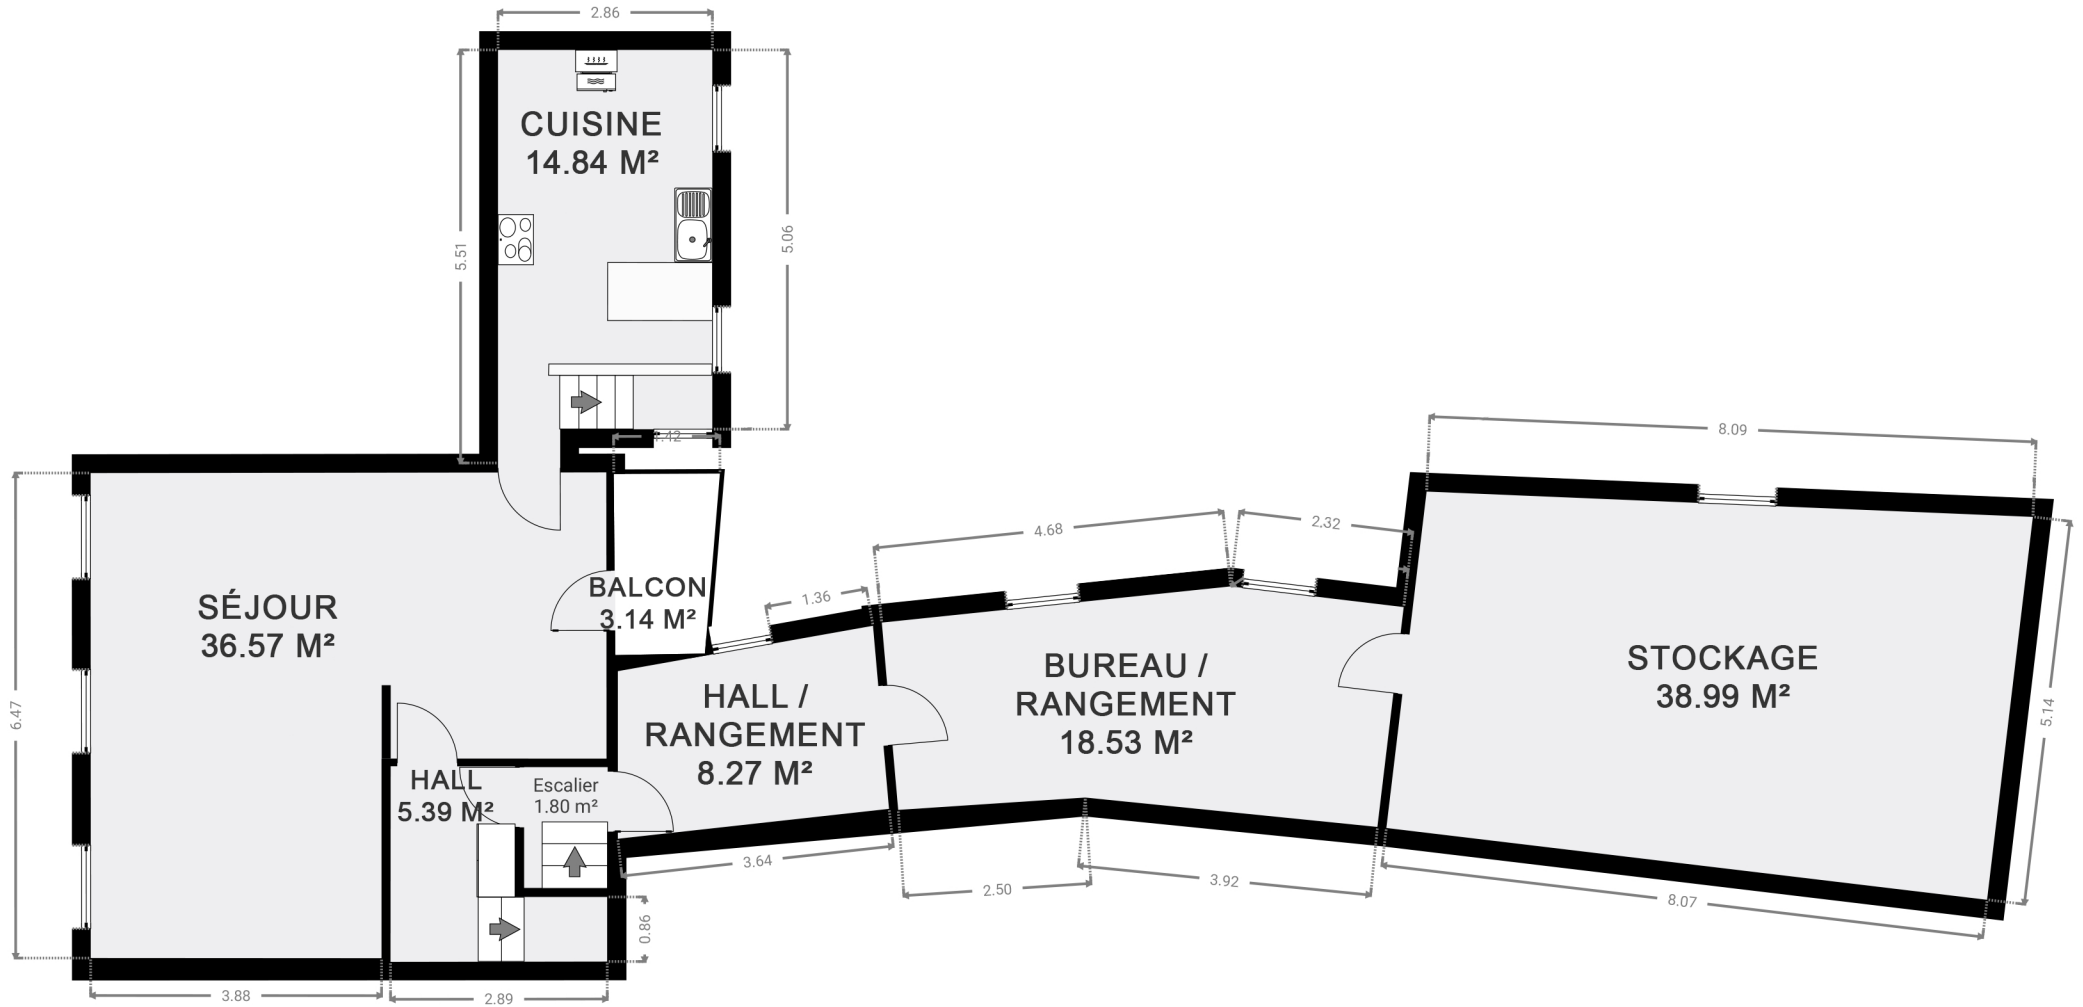 2.86
CUISINE
14.84 M²
5.51
5.06
1.42
8.09
4.68
2.32
1.36
SÉJOUR
36.57 M²
BALCON
3.14 M²
6.47
HALL /
RANGEMENT
8.27 M²
BUREAU /
RANGEMENT
18.53 M²
STOCKAGE
38.99 M²
5.14
HALL
5.39 M²
Escalier
1.80 m²
3.64
2.50
3.92
8.07
0.86
3.88
2.89